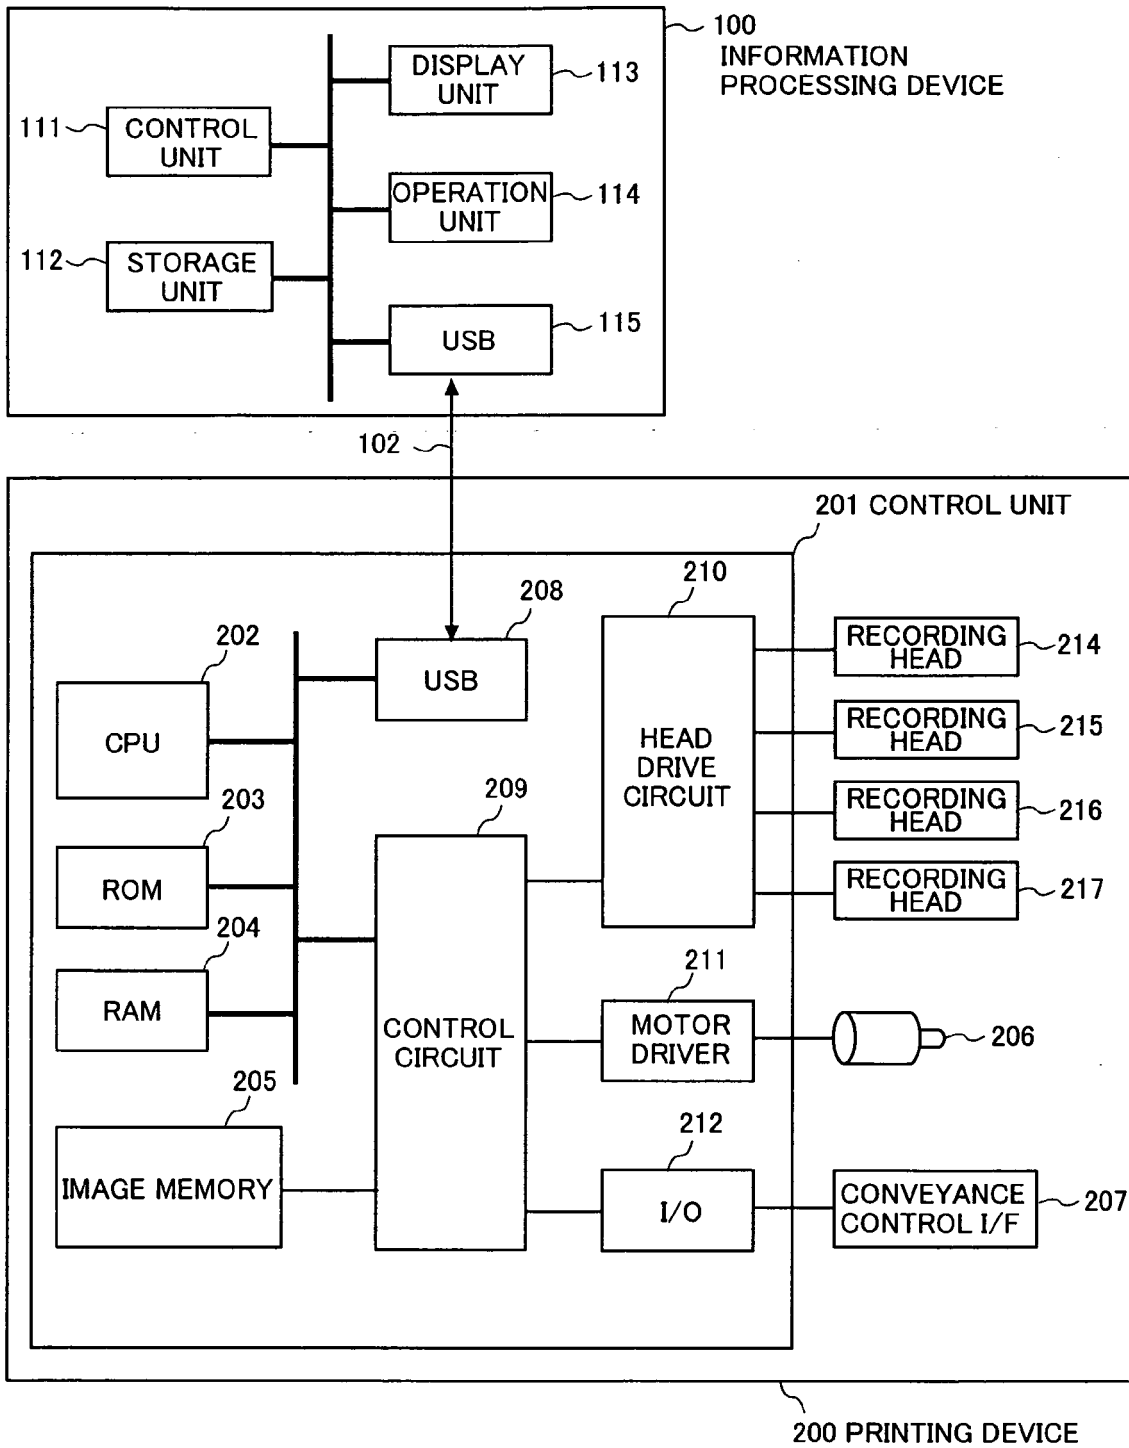 100
INFORMATION
PROCESSING DEVICE
DISPLAY
UNIT
113
111
CONTROL
UNIT
OPERATION
UNIT
114
112
STORAGE
UNIT
USB
115
102
201 CONTROL UNIT
210
208
202
USB
RECORDING
HEAD
214
CPU
HEAD
DRIVE
CIRCUIT
RECORDING
HEAD
215
203
209
RECORDING
HEAD
216
ROM
RECORDING
HEAD
217
204
211
RAM
CONTROL
CIRCUIT
MOTOR
DRIVER
206
205
212
IMAGE MEMORY
I/O
CONVEYANCE
CONTROL I/F
207
200 PRINTING DEVICE